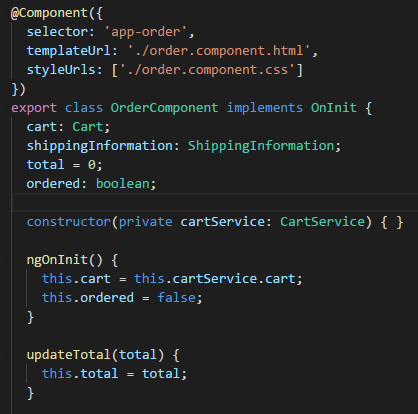 @Component({
  selector: 'app-order',
  templateUrl: './order.component.html',
  styleUrls: ['./order.component.css']
})
export class OrderComponent implements OnInit {
  cart: Cart;
  shippingInformation: ShippingInformation;
  total = 0;
  ordered: boolean;

  constructor(private cartService: CartService) { }

  ngOnInit() {
    this.cart = this.cartService.cart;
    this.ordered = false;
  }

  updateTotal(total) {
    this.total = total;
  }